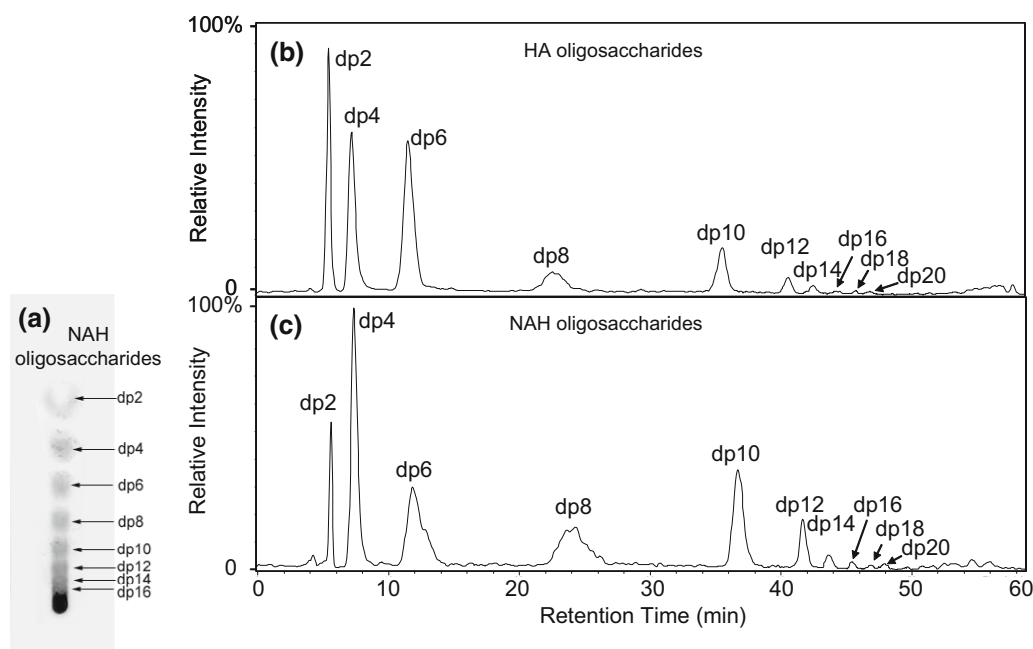 (a)
NAH
oligosaccharides
dp2
dp4
dp6
dp8
dp10
dp12
dp14
dp16
100%
(b)
HA oligosaccharides
dp2
dp4
dp6
dp8
dp10
dp12
dp14
dp16
dp18
dp20
Relative Intensity
0
100%
(c)
NAH oligosaccharides
dp2
dp4
dp6
dp8
dp10
dp12
dp14
dp16
dp18
dp20
Relative Intensity
0
0 10 20 30 40 50 60
Retention Time (min)